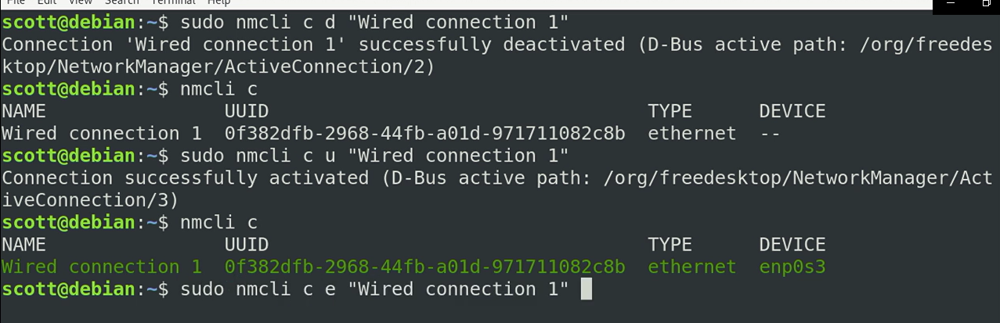 File Edit View Search Terminal Help
scott@debian:~$ sudo nmcli c d "Wired connection 1"
Connection 'Wired connection 1' successfully deactivated (D-Bus active path: /org/freedes
ktop/NetworkManager/ActiveConnection/2)
scott@debian:~$ nmcli c
NAME UUID TYPE DEVICE
Wired connection 1 0f382dfb-2968-44fb-a01d-971711082c8b ethernet --
scott@debian:~$ sudo nmcli c u "Wired connection 1"
Connection successfully activated (D-Bus active path: /org/freedesktop/NetworkManager/Act
iveConnection/3)
scott@debian:~$ nmcli c
NAME UUID TYPE DEVICE
Wired connection 1 0f382dfb-2968-44fb-a01d-971711082c8b ethernet enp0s3
scott@debian:~$ sudo nmcli c e "Wired connection 1"